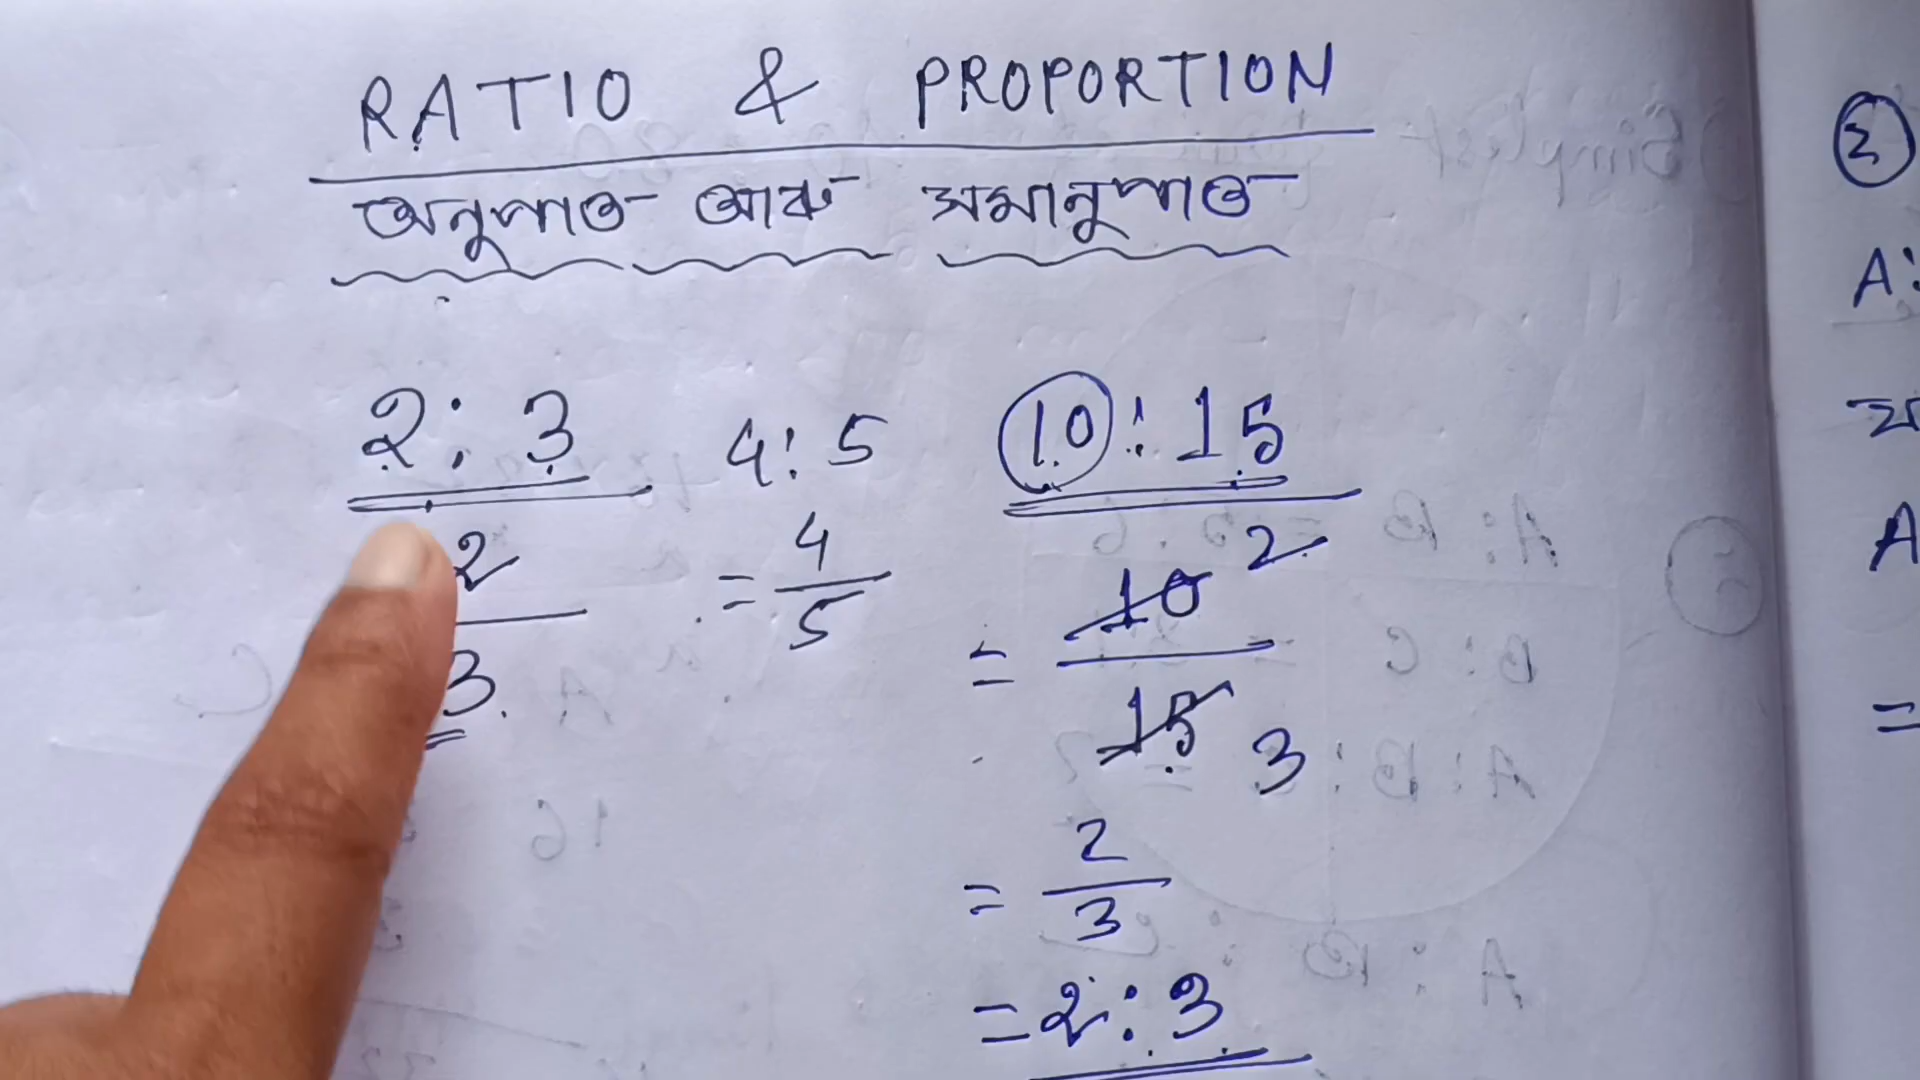 RATIO & PROPORTION
অনুপাত আৰু সমানুপাত
2 : 3
2
3
4 : 5
= 4
5
10 : 15
= 10 2
15 3
= 2
3
= 2 : 3
2
A :
A
=